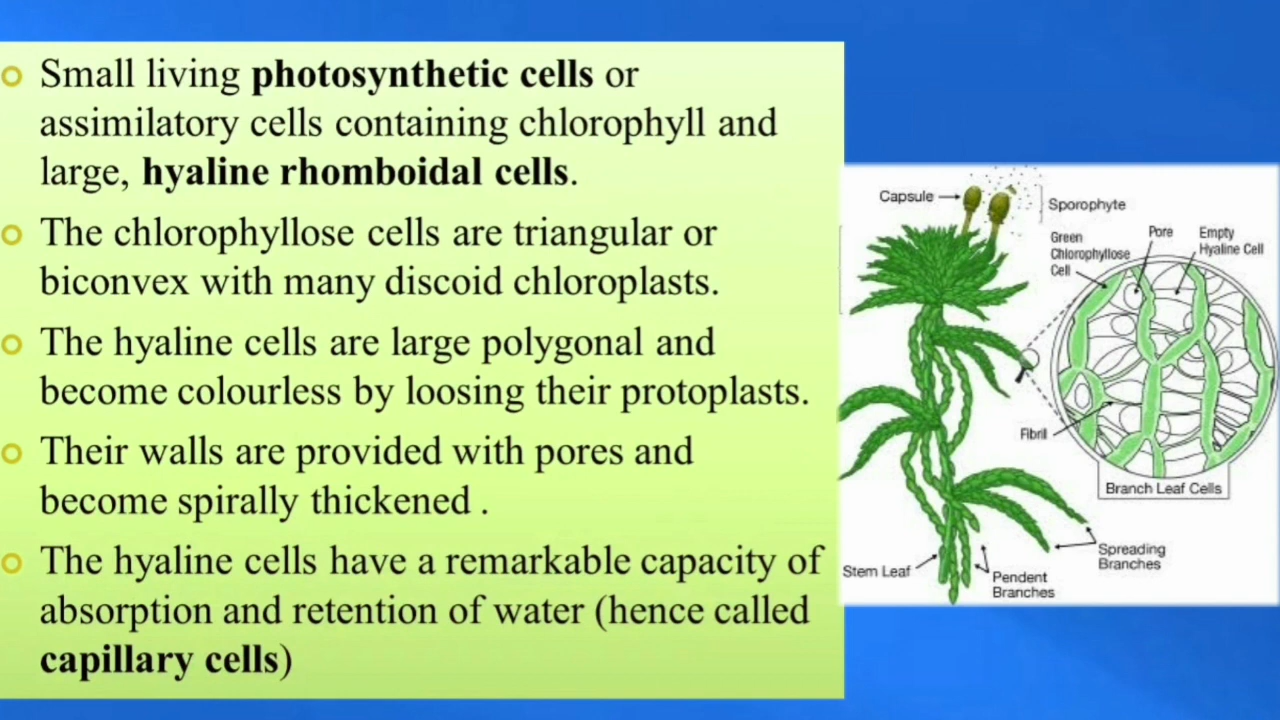 Small living photosynthetic cells or
assimilatory cells containing chlorophyll and
large, hyaline rhomboidal cells.
The chlorophyllose cells are triangular or
biconvex with many discoid chloroplasts.
The hyaline cells are large polygonal and
become colourless by loosing their protoplasts.
Their walls are provided with pores and
become spirally thickened .
The hyaline cells have a remarkable capacity of
absorption and retention of water (hence called
capillary cells)
Capsule
Sporophyte
Green
Chlorophyllose
Cell
Pore
Empty
Hyaline Cell
Fibril
Branch Leaf Cells
Stem Leaf
Pendent
Branches
Spreading
Branches